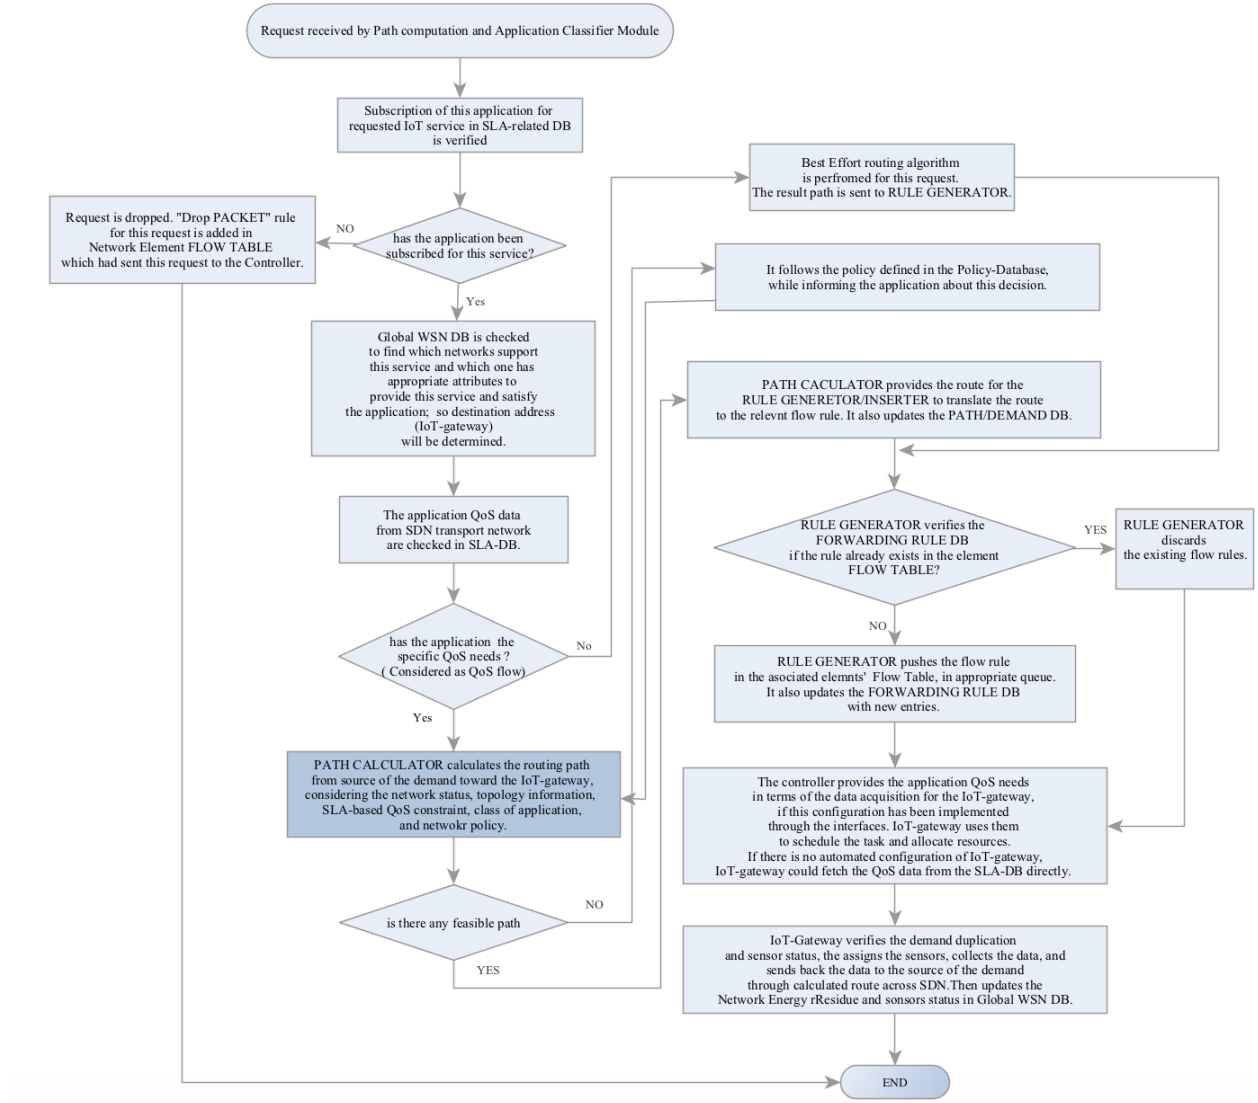 Request received by Path computation and Application Classifier Module
Subscription of this application for
requested IoT service in SLA-related DB
is verified
has the application been
subscribed for this service?
NO
Request is dropped. "Drop PACKET" rule
for this request is added in
Network Element FLOW TABLE
which had sent this request to the Controller.
Yes
Global WSN DB is checked
to find which networks support
this service and which one has
appropriate attributes to
provide this service and satisfy
the application;  so destination address
(IoT-gateway)
will be determined.
The application QoS data
from SDN transport network
are checked in SLA-DB.
has the application  the
specific QoS needs ?
( Considered as QoS flow)
No
Yes
PATH CALCULATOR calculates the routing path
from source of the demand toward the IoT-gateway,
considering the network status, topology information,
SLA-based QoS constraint, class of application,
and netwokr policy.
is there any feasible path
NO
YES
Best Effort routing algorithm
is perfromed for this request.
The result path is sent to RULE GENERATOR.
It follows the policy defined in the Policy-Database,
while informing the application about this decision.
PATH CACULATOR provides the route for the
RULE GENERETOR/INSERTER to translate the route
to the relevnt flow rule. It also updates the PATH/DEMAND DB.
RULE GENERATOR verifies the
FORWARDING RULE DB
if the rule already exists in the element
FLOW TABLE?
YES
RULE GENERATOR
discards
the existing flow rules.
NO
RULE GENERATOR pushes the flow rule
in the asociated elemnts'  Flow Table, in appropriate queue.
It also updates the FORWARDING RULE DB
with new entries.
The controller provides the application QoS needs
in terms of the data acquisition for the IoT-gateway,
if this configuration has been implemented
through the interfaces. IoT-gateway uses them
to schedule the task and allocate resources.
If there is no automated configuration of IoT-gateway,
IoT-gateway could fetch the QoS data from the SLA-DB directly.
IoT-Gateway verifies the demand duplication
and sensor status, the assigns the sensors, collects the data, and
sends back the data to the source of the demand
through calculated route across SDN.Then updates the
Network Energy rResidue and sonsors status in Global WSN DB.
END